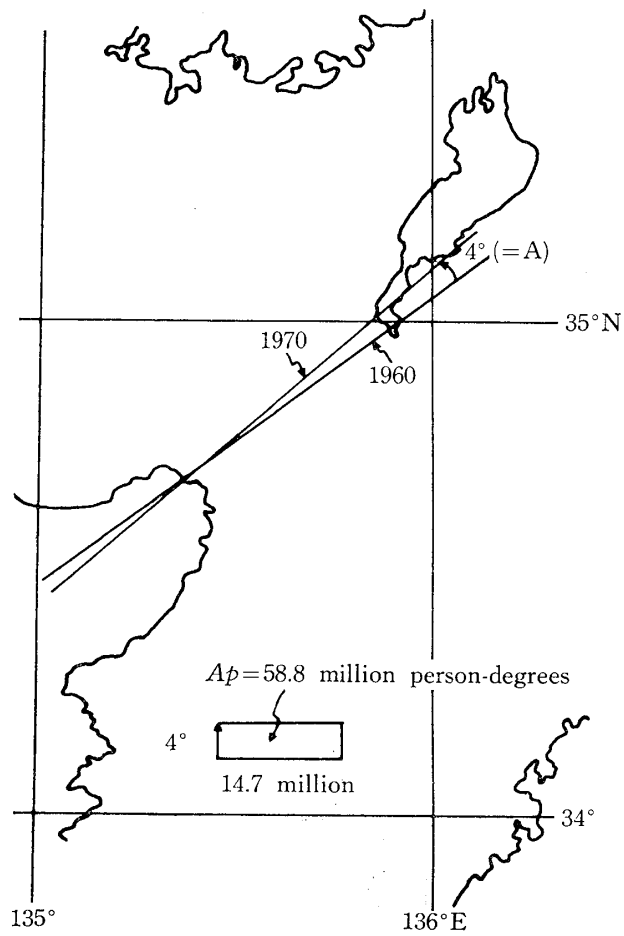 4° (=A)
35°N
1970
1960
Ap=58.8 million person-degrees
4°
14.7 million
34°
135°
136°E